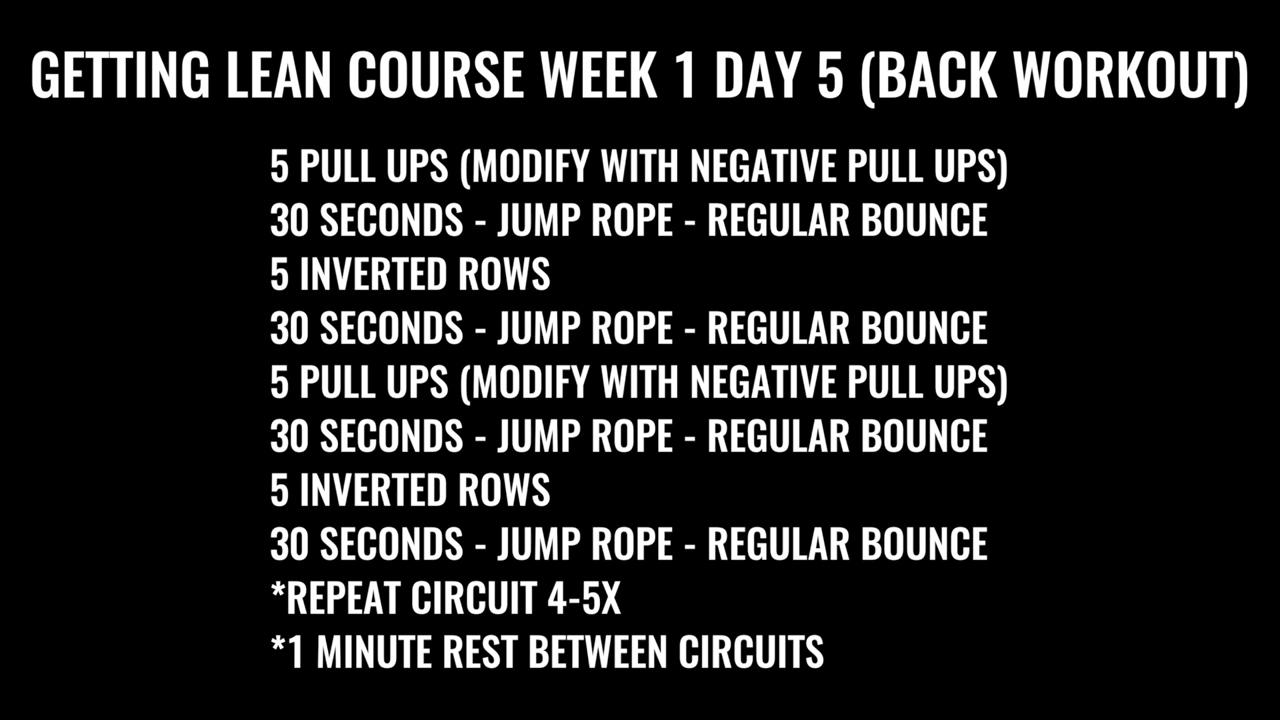 GETTING LEAN COURSE WEEK 1 DAY 5 (BACK WORKOUT)
5 PULL UPS (MODIFY WITH NEGATIVE PULL UPS)
30 SECONDS - JUMP ROPE - REGULAR BOUNCE
5 INVERTED ROWS
30 SECONDS - JUMP ROPE - REGULAR BOUNCE
5 PULL UPS (MODIFY WITH NEGATIVE PULL UPS)
30 SECONDS - JUMP ROPE - REGULAR BOUNCE
5 INVERTED ROWS
30 SECONDS - JUMP ROPE - REGULAR BOUNCE
*REPEAT CIRCUIT 4-5X
*1 MINUTE REST BETWEEN CIRCUITS